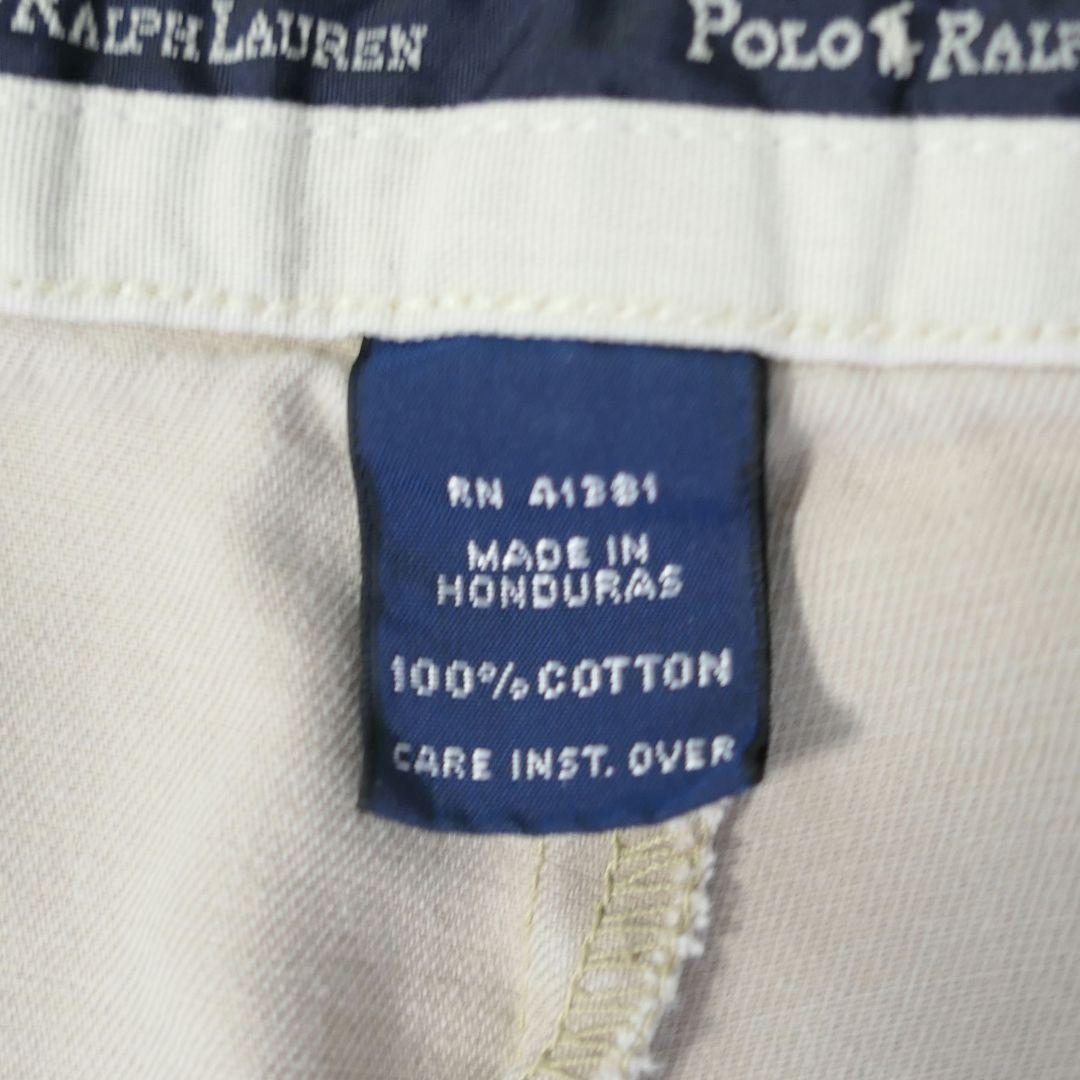 RALPH LAUREN POLO RALP
RN 41381
MADE IN
HONDURAS
100% COTTON
CARE INST. OVER